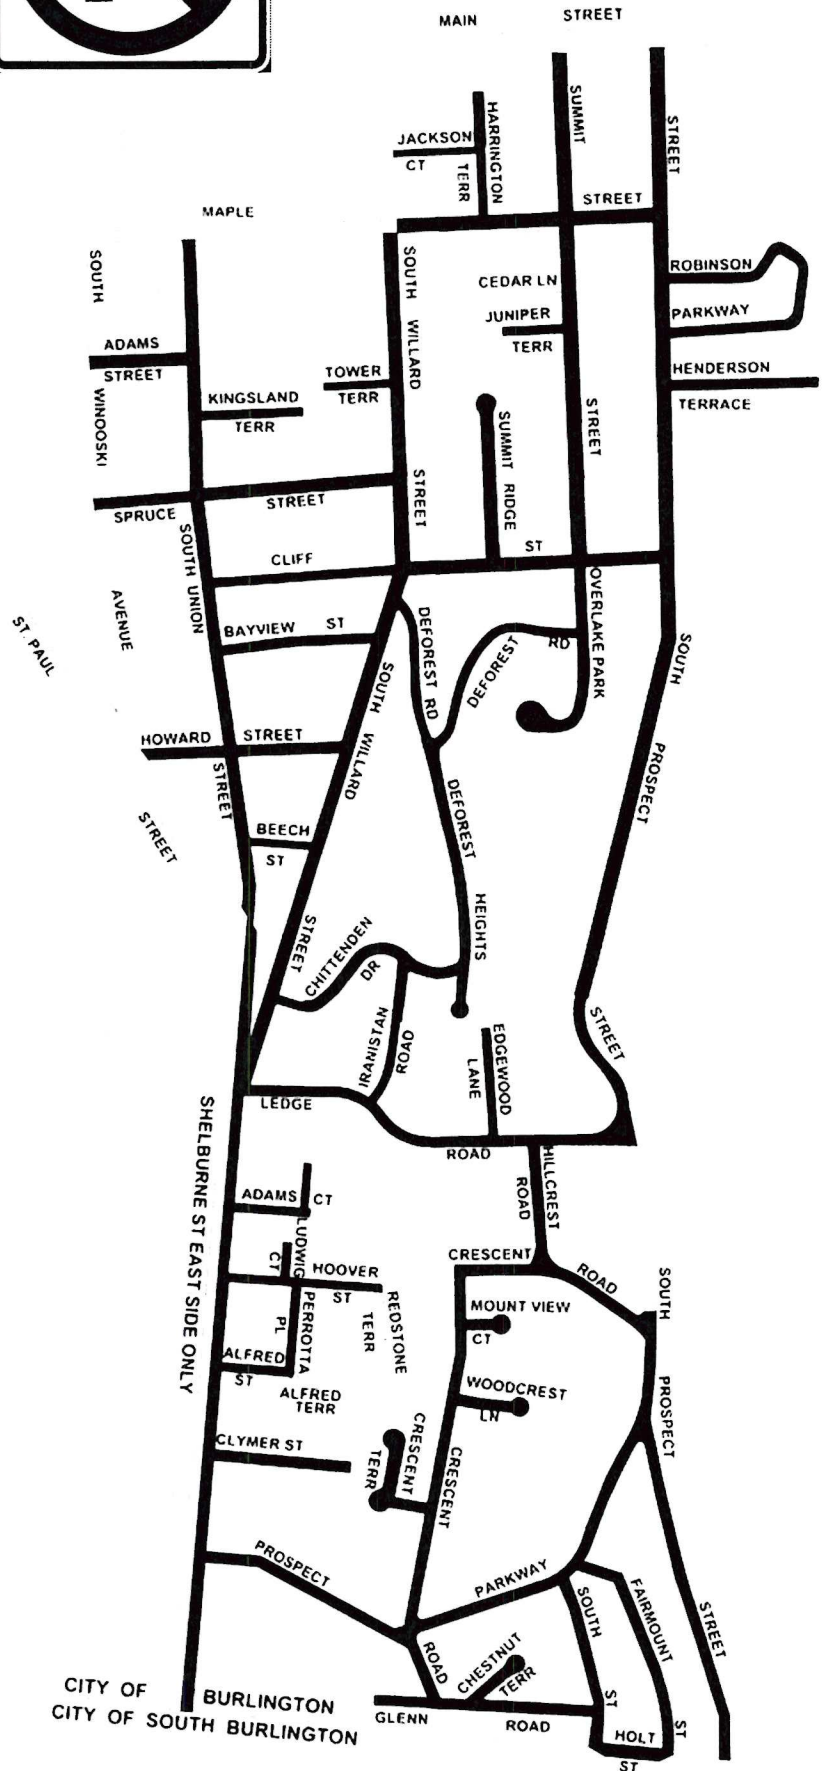 MAIN STREET
SUMMIT
STREET
HARRINGTON
TERR
JACKSON
CT
STREET
MAPLE
SOUTH
SOUTH
WILLARD
CEDAR LN
ROBINSON
JUNIPER
TERR
PARKWAY
ADAMS
STREET
TOWER
TERR
HENDERSON
TERRACE
KINGSLAND
TERR
WINOOSKI
STREET
SUMMIT RIDGE
STREET
SPRUCE
STREET
SOUTH UNION
CLIFF
ST
AVENUE
ST. PAUL
BAYVIEW ST
DEFOREST RD
DEFOREST
RD
OVERLAKE PARK
SOUTH
SOUTH
WILLARD
HOWARD STREET
STREET
PROSPECT
STREET
DEFOREST
HEIGHTS
BEECH
ST
STREET
CHITTENDEN
DR
IRANISTAN
ROAD
EDGEWOOD
LANE
STREET
LEDGE
ROAD
HILLCREST
ROAD
SHELBURNE ST EAST SIDE ONLY
ADAMS CT
LUDWIG
CT
HOOVER
ST
CRESCENT
ROAD
SOUTH
PERROTTA
PL
REDSTONE
TERR
MOUNT VIEW
CT
ALFRED
ST
ALFRED
TERR
WOODCREST
LN
PROSPECT
CLYMER ST
CRESCENT
TERR
CRESCENT
PROSPECT
PARKWAY
SOUTH
FAIRMOUNT
STREET
ROAD
CHESTNUT
TERR
GLENN
ROAD
ST
HOLT
ST
ST
CITY OF BURLINGTON
CITY OF SOUTH BURLINGTON